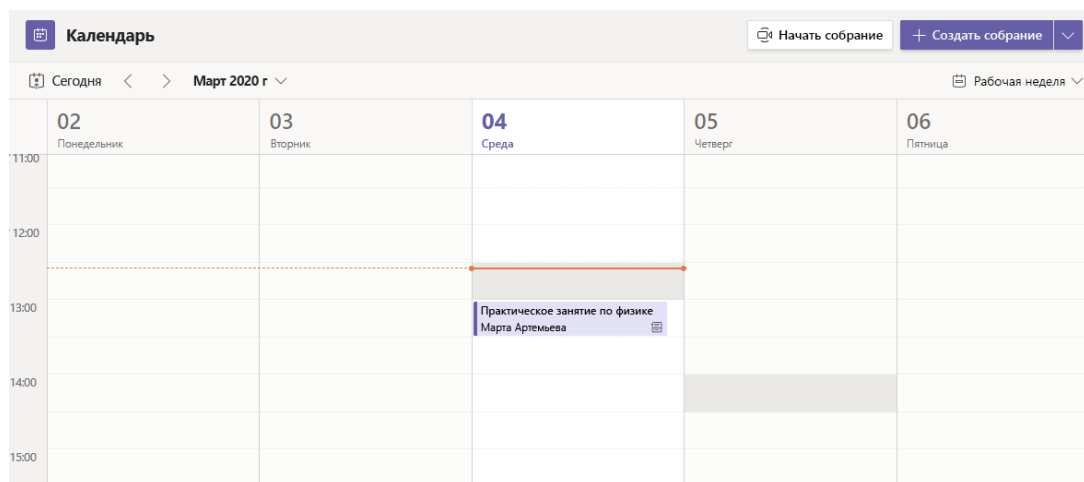 Календарь
Начать собрание
+ Создать собрание
Сегодня
Март 2020 г
Рабочая неделя
02
Понедельник
03
Вторник
04
Среда
05
Четверг
06
Пятница
11:00
12:00
13:00
Практическое занятие по физике
Марта Артемьева
14:00
15:00